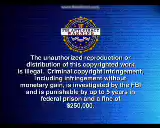 The unauthorized reproduction or
distribution of this copyrighted work
is illegal. Criminal copyright infringement,
including infringement without
monetary gain, is investigated by the FBI
and is punishable by up to 5 years in
federal prison and a fine of
$250,000.